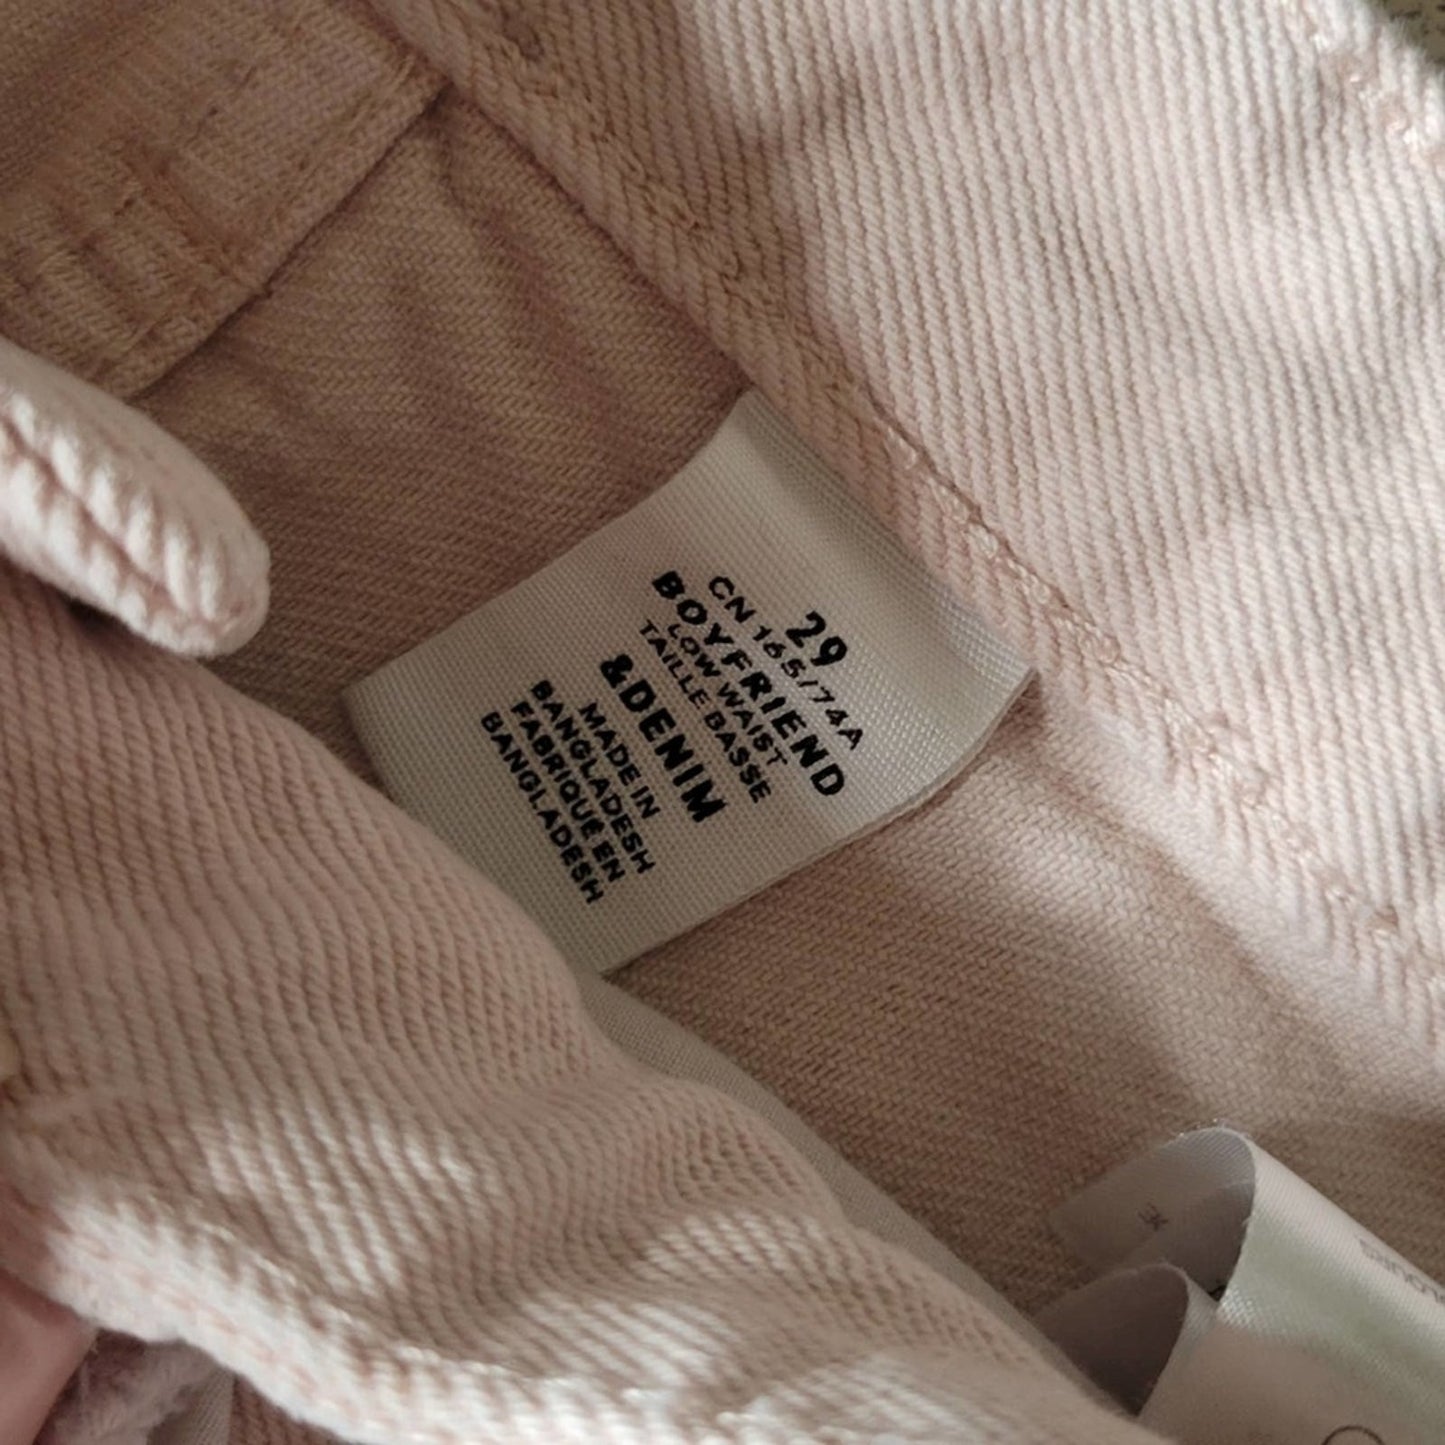 29
CN 165/74A
BOYFRIEND
LOW WAIST
TAILLE BASSE
&DENIM
MADE IN
BANGLADESH
FABRIQUÉ EN
BANGLADESH